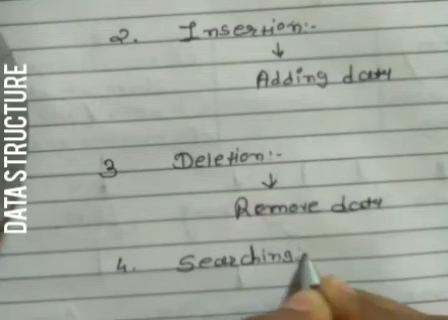 2. Insertion:-
↓
Adding data
3 Deletion:-
↓
Remove data
4. Searching:
DATA STRUCTURE